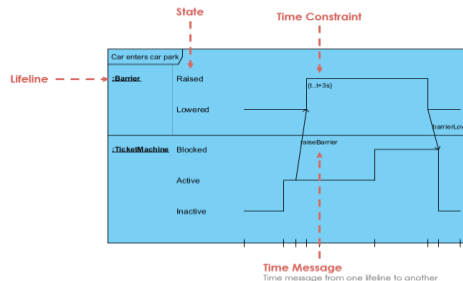 State
Time Constraint
Car enters car park
Lifeline
:Barrier
Raised
{t..t+3s}
Lowered
barrierLow
raiseBarrier
:TicketMachine
Blocked
Active
Inactive
Time Message
Time message from one lifeline to another